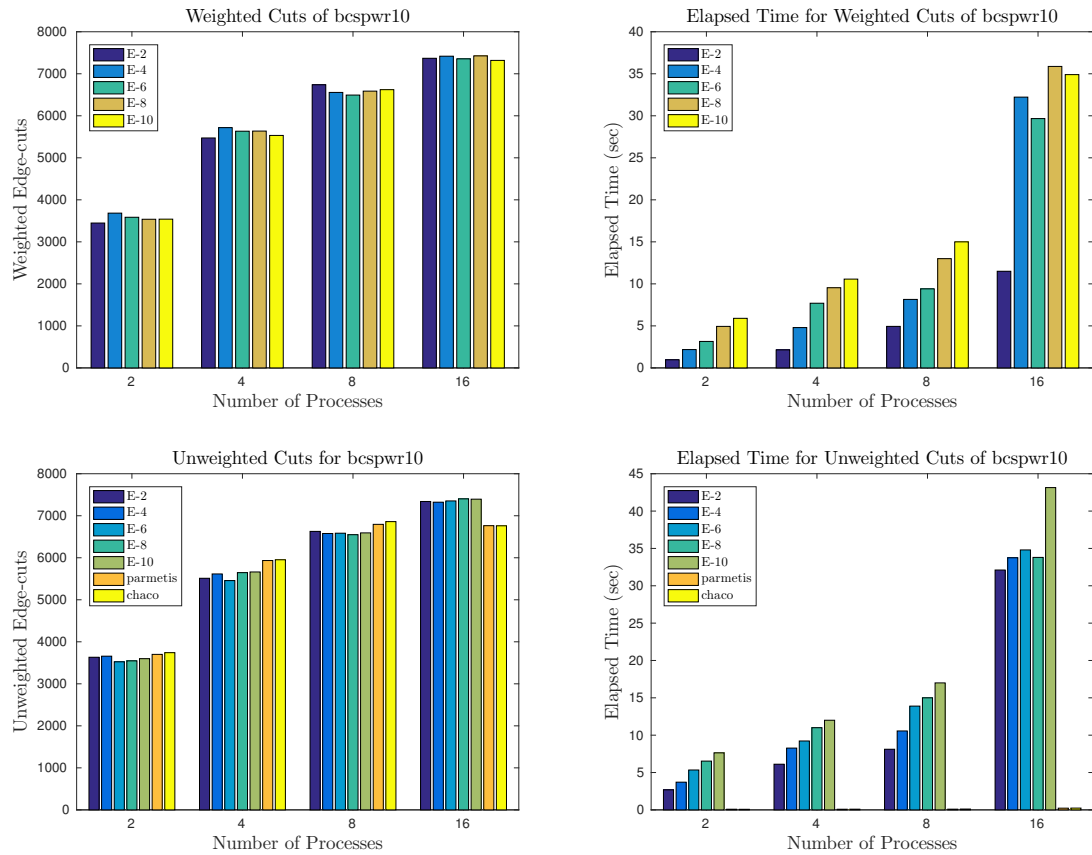 Weighted Cuts of bcspwr10
8000
7000
6000
5000
4000
3000
2000
1000
0
Weighted Edge-cuts
E-2
E-4
E-6
E-8
E-10
2 4 8 16
Number of Processes
Elapsed Time for Weighted Cuts of bcspwr10
40
35
30
25
20
15
10
5
0
Elapsed Time (sec)
E-2
E-4
E-6
E-8
E-10
2 4 8 16
Number of Processes
Unweighted Cuts for bcspwr10
8000
7000
6000
5000
4000
3000
2000
1000
0
Unweighted Edge-cuts
E-2
E-4
E-6
E-8
E-10
parmetis
chaco
2 4 8 16
Number of Processes
Elapsed Time for Unweighted Cuts of bcspwr10
45
40
35
30
25
20
15
10
5
0
Elapsed Time (sec)
E-2
E-4
E-6
E-8
E-10
parmetis
chaco
2 4 8 16
Number of Processes